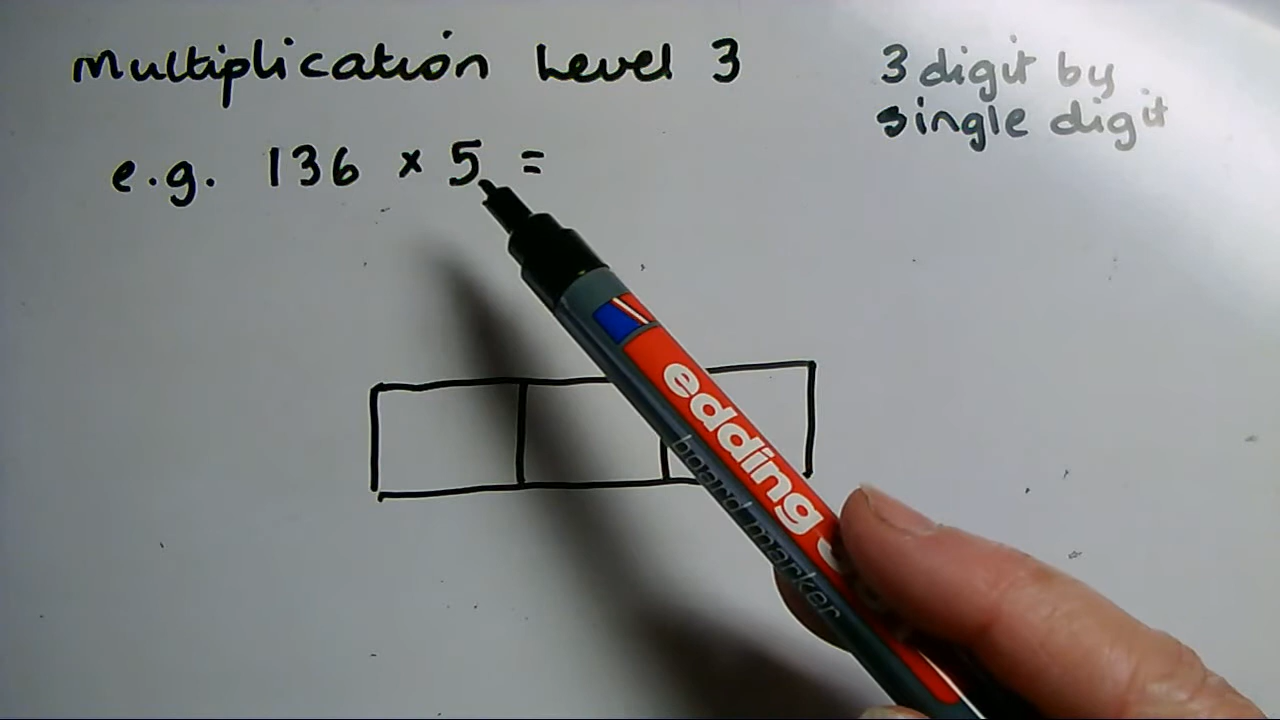 Multiplication Level 3
3 digit by
single digit
e.g. 136 × 5 =
edding
board marker